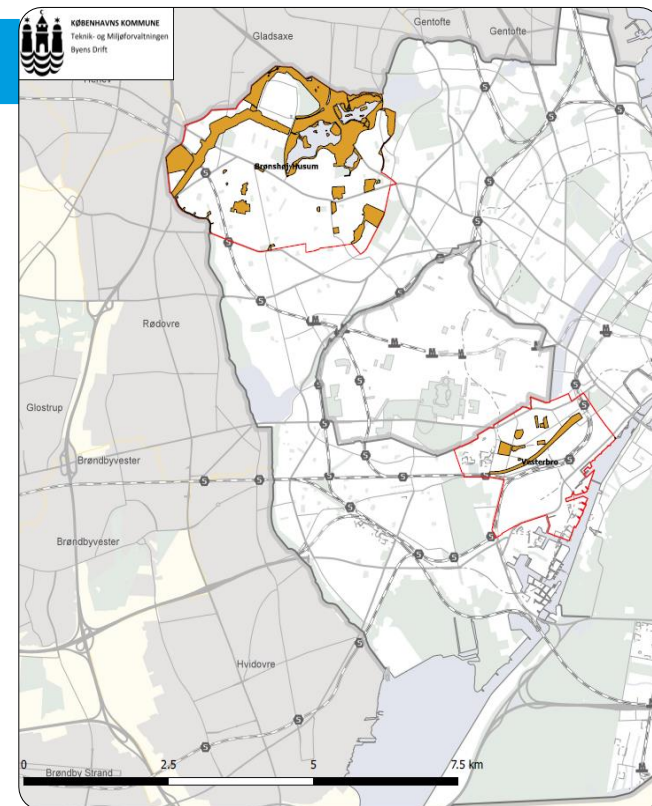 KØBENHAVNS KOMMUNE
Teknik- og Miljøforvaltningen
Byens Drift
Gladsaxe
Gentofte
Gentofte
Herlev
Brønshøj-Husum
Rødovre
Glostrup
Brøndbyvester
Vesterbro
Brøndbyvester
Hvidovre
Brøndby Strand
0 2.5 5 7.5 km